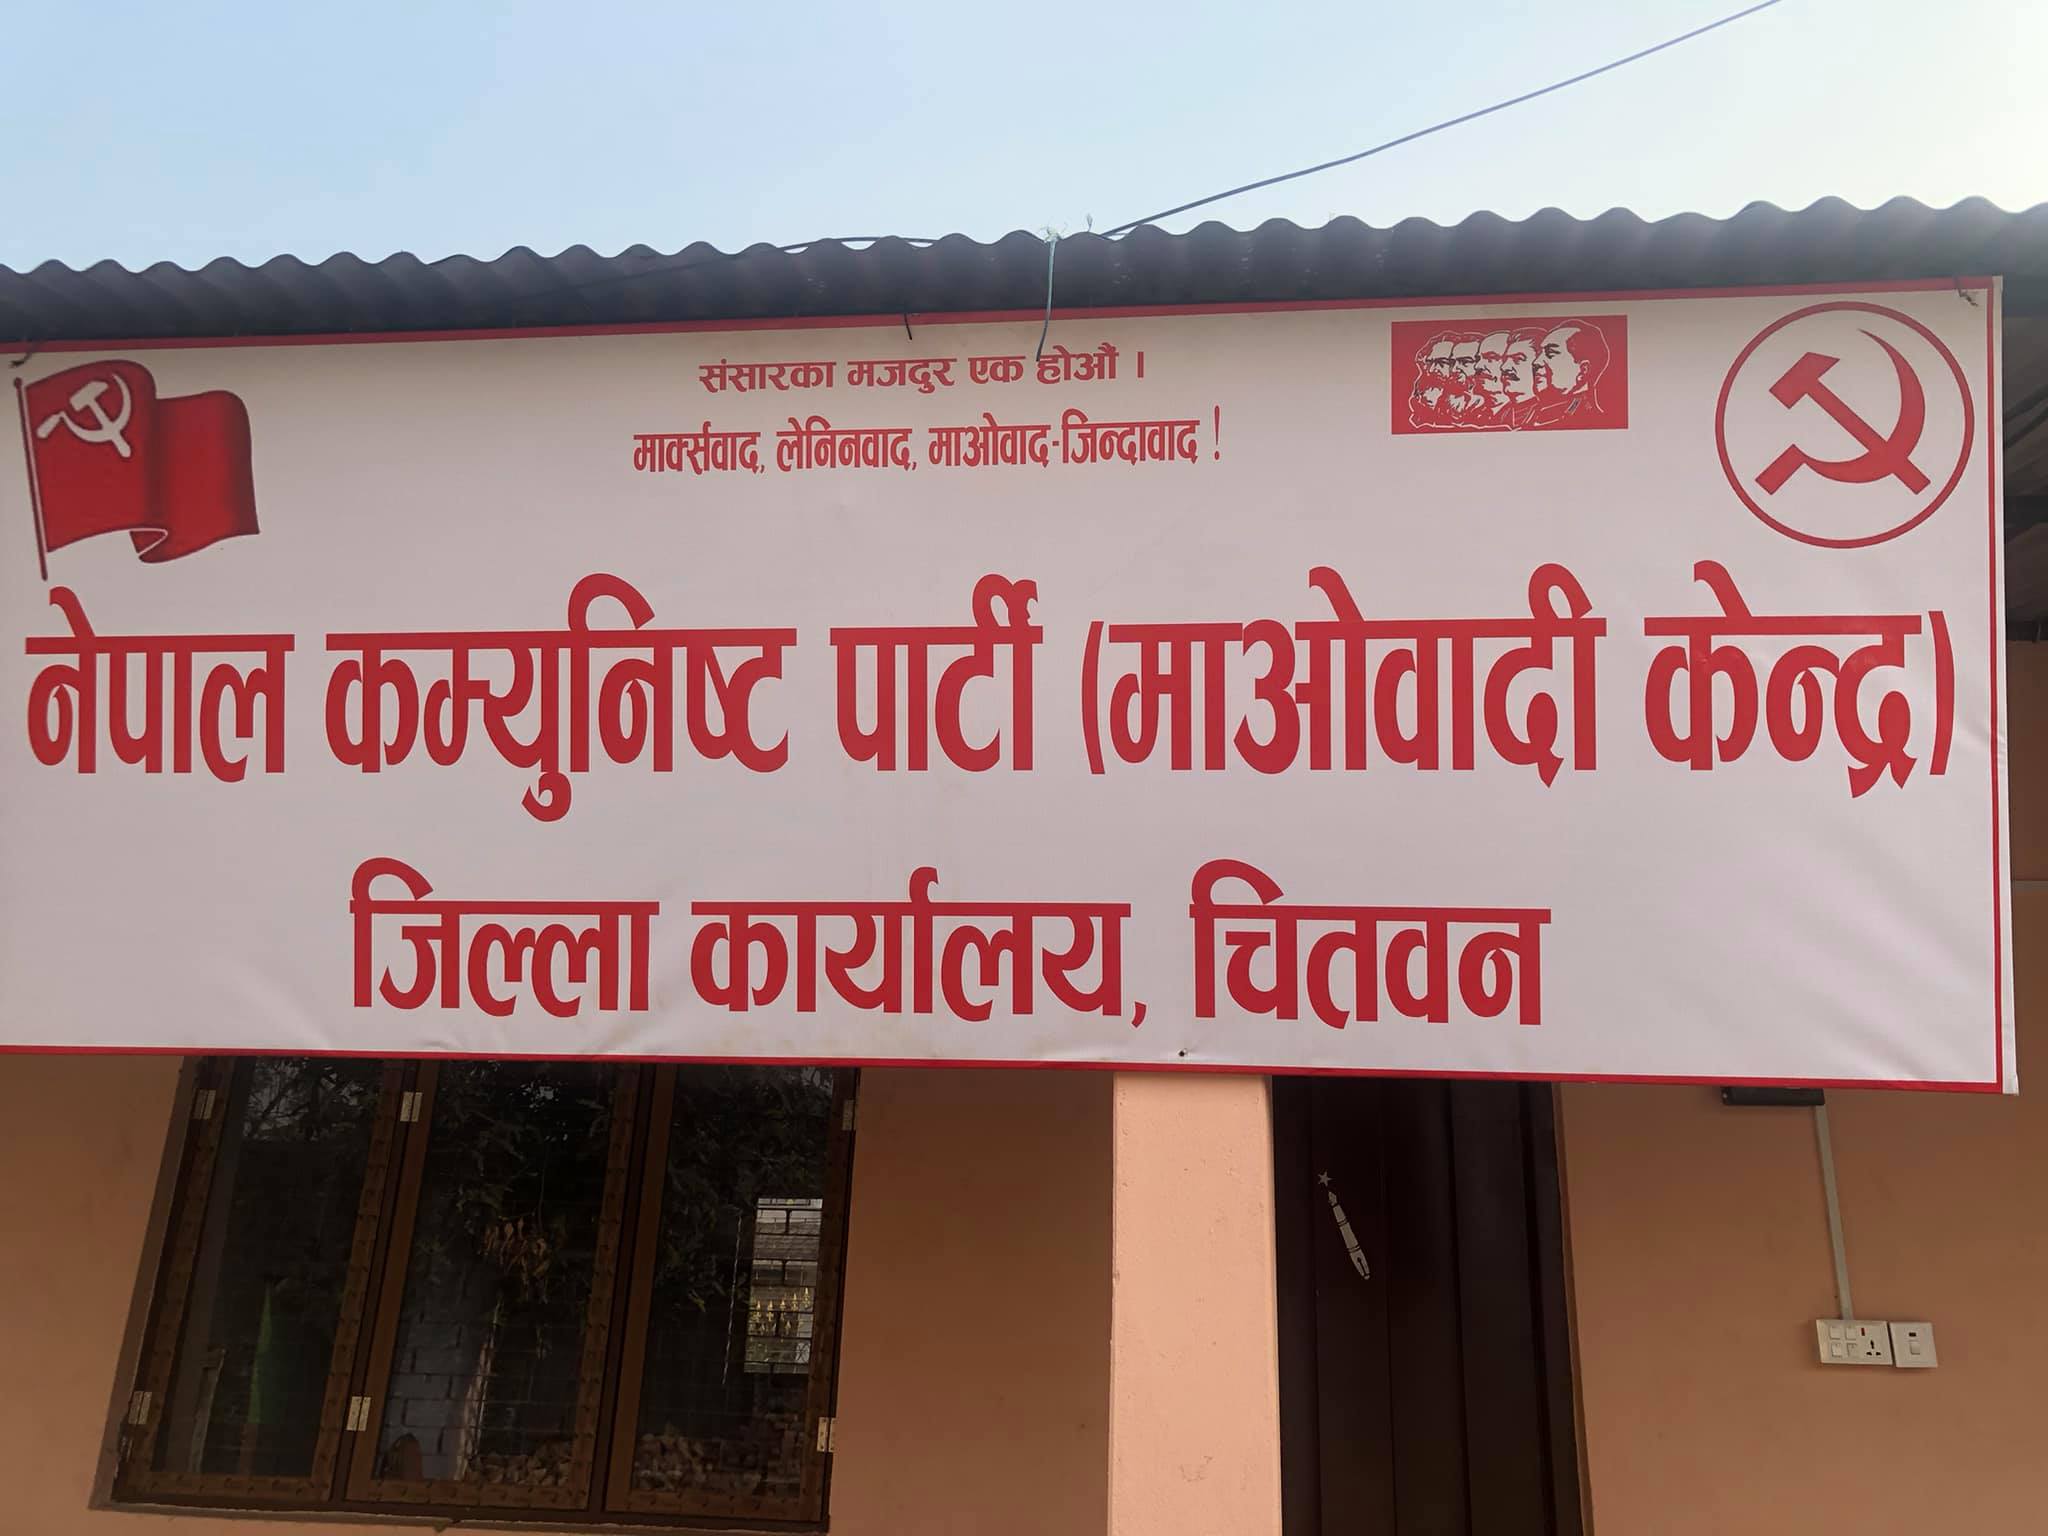 संसारका मजदुर एक होऔं ।
मार्क्सवाद, लेनिनवाद, माओवाद-जिन्दावाद !
नेपाल कम्युनिष्ट पार्टी (माओवादी केन्द्र)
जिल्ला कार्यालय, चितवन